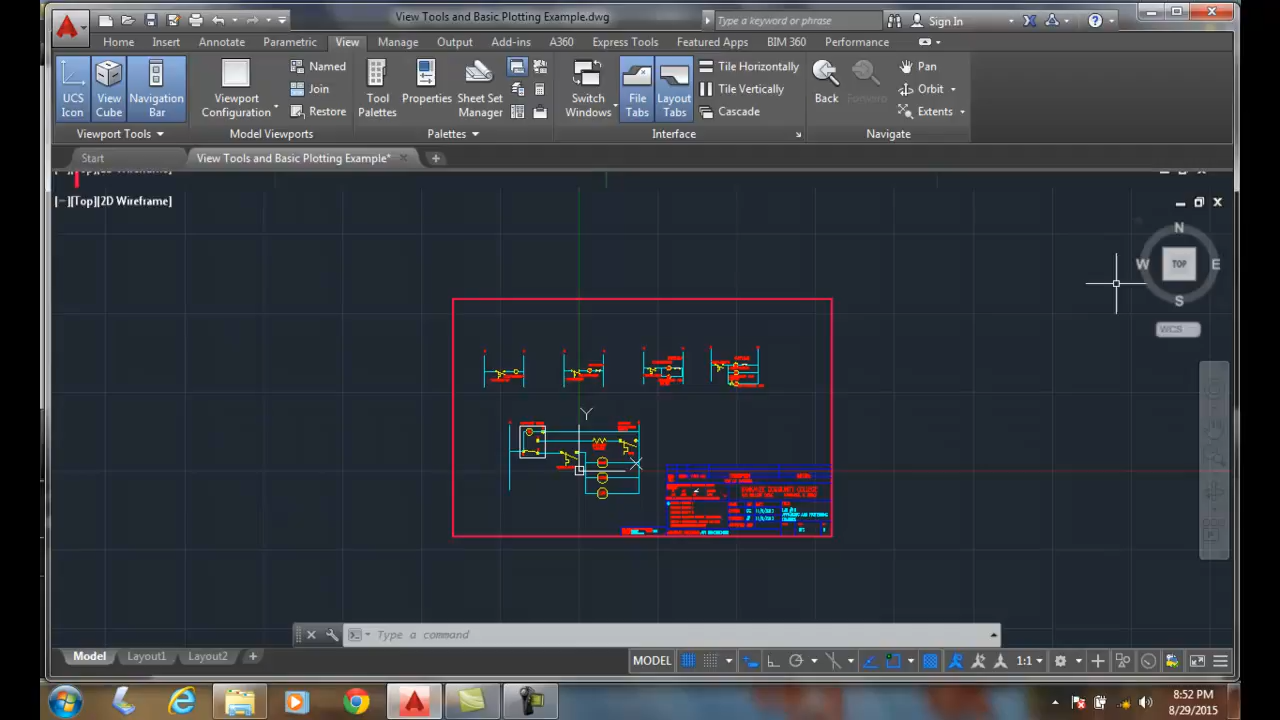 View Tools and Basic Plotting Example.dwg
Type a keyword or phrase
Sign In
Home Insert Annotate Parametric View Manage Output Add-ins A360 Express Tools Featured Apps BIM 360 Performance
UCS Icon
View Cube
Navigation Bar
Viewport Tools
Viewport Configuration
Named
Join
Restore
Model Viewports
Tool Palettes
Properties
Sheet Set Manager
Palettes
Switch Windows
File Tabs
Layout Tabs
Tile Horizontally
Tile Vertically
Cascade
Interface
Back
Forward
Pan
Orbit
Extents
Navigate
Start
View Tools and Basic Plotting Example*
[−][Top][2D Wireframe]
N
W
TOP
E
S
WCS
Y
X
Type a command
Model Layout1 Layout2
MODEL
1:1
8:52 PM
8/29/2015